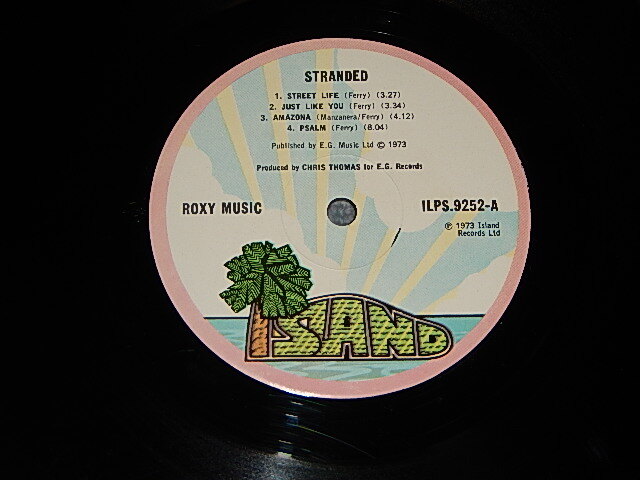 STRANDED
1. STREET LIFE (Ferry) (3.27)
2. JUST LIKE YOU (Ferry) (3.34)
3. AMAZONA (Manzanera/Ferry) (4.12)
4. PSALM (Ferry) (8.04)
Published by E.G. Music Ltd © 1973
Produced by CHRIS THOMAS for E.G. Records
ROXY MUSIC
ILPS.9252-A
℗ 1973 Island
Records Ltd
ISLAND